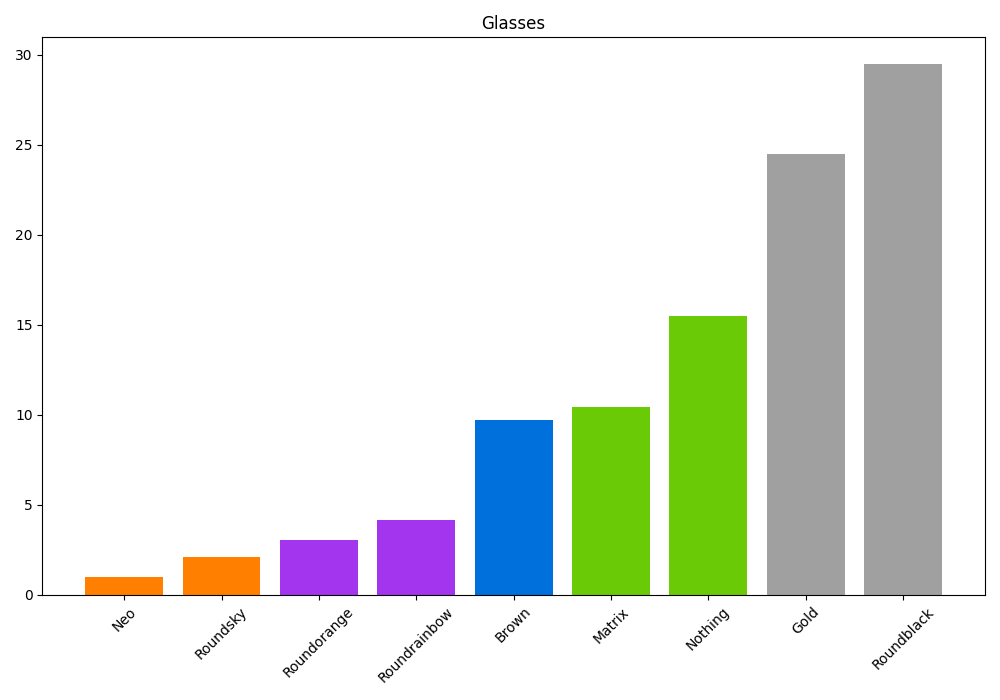 Glasses
30
25
20
15
10
5
0
Neo
Roundsky
Roundorange
Roundrainbow
Brown
Matrix
Nothing
Gold
Roundblack